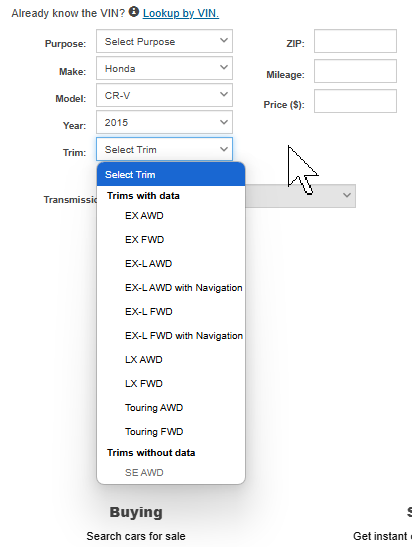 Already know the VIN? Lookup by VIN.
Purpose: Select Purpose
ZIP:
Make: Honda
Mileage:
Model: CR-V
Price ($):
Year: 2015
Trim: Select Trim
Select Trim
Trims with data
Transmissi
EX AWD
EX FWD
EX-L AWD
EX-L AWD with Navigation
EX-L FWD
EX-L FWD with Navigation
LX AWD
LX FWD
Touring AWD
Touring FWD
Trims without data
SE AWD
Buying
Search cars for sale
Get instant